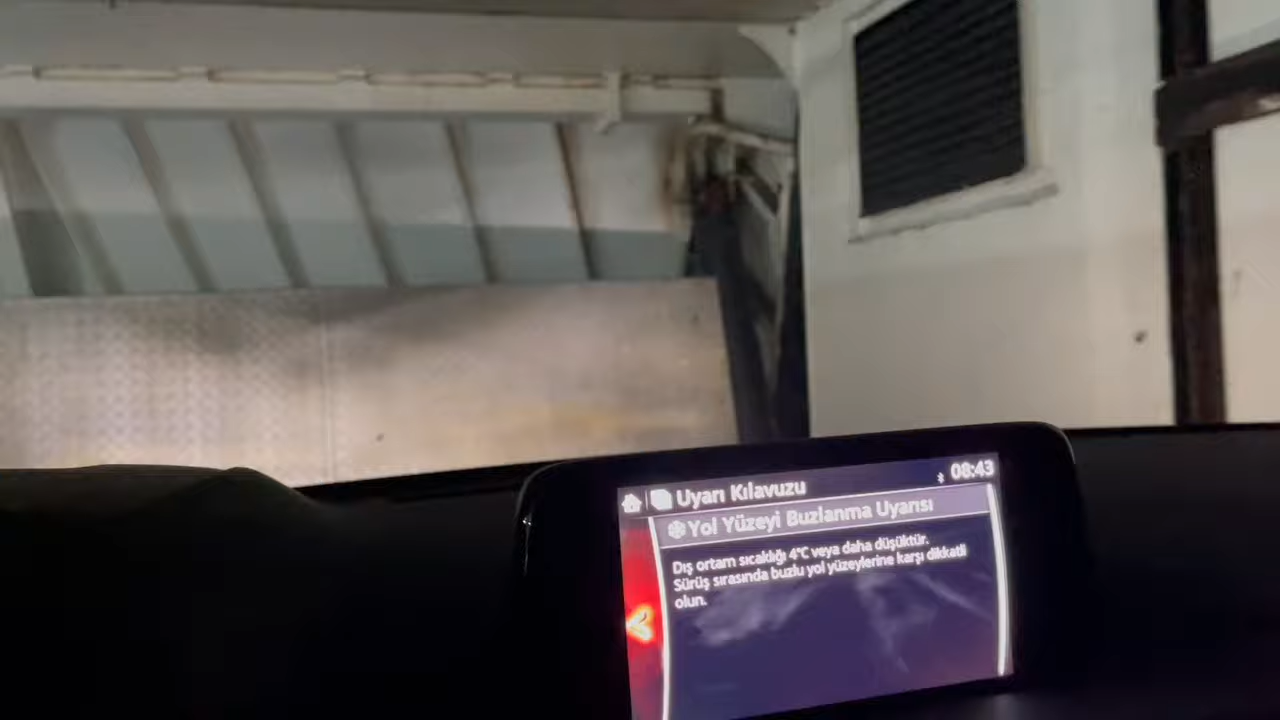 Uyarı Kılavuzu
08:43
Yol Yüzeyi Buzlanma Uyarısı
Dış ortam sıcaklığı 4°C veya daha düşüktür.
Sürüş sırasında buzlu yol yüzeylerine karşı dikkatli
olun.